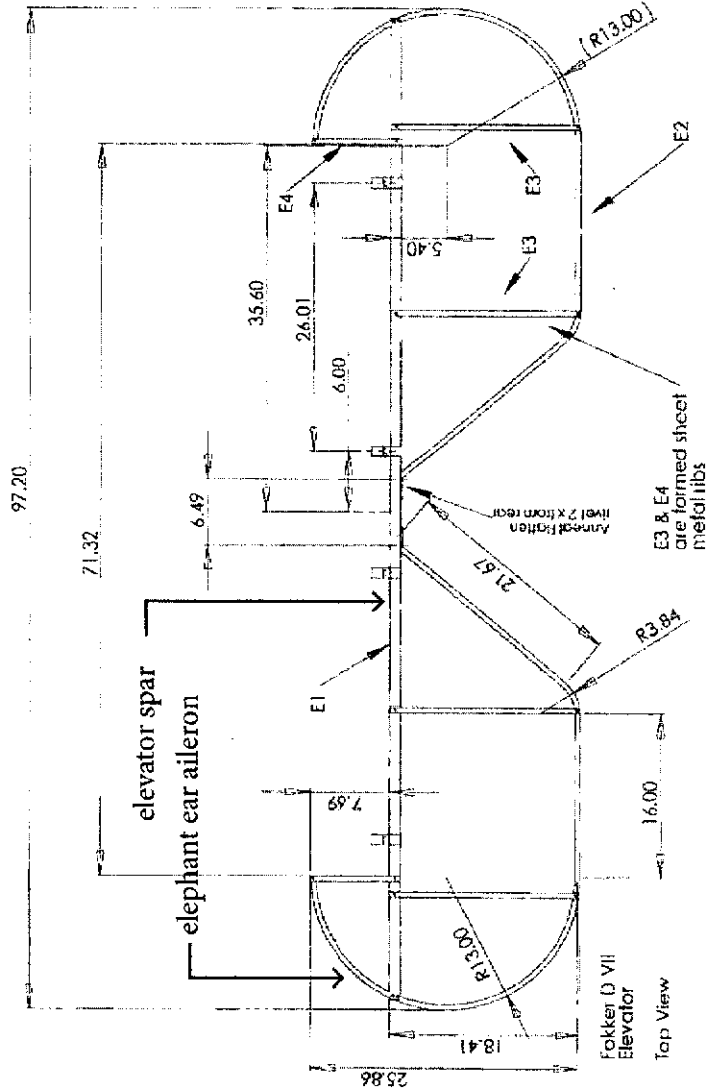 97.20
71.32
35.60
26.01
6.49
6.00
5.40
(R13.00)
E4
E3
E3
E2
elevator spar
elephant ear aileron
E1
7.69
Anneal Flatten
rivet 2x from rear
21.67
R3.84
E3 & E4
are formed sheet
metal ribs
16.00
R13.00
18.41
25.86
Fokker D VII
Elevator
Top View